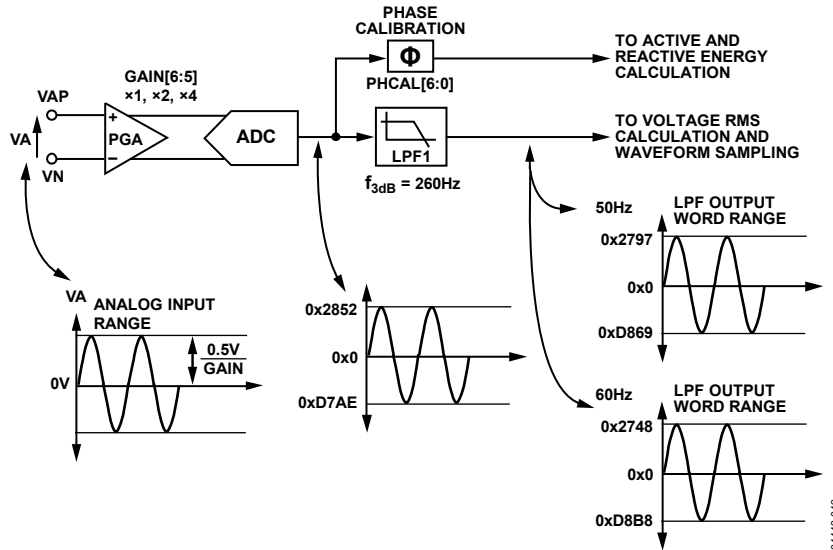 PHASE
CALIBRATION
Φ
PHCAL[6:0]
TO ACTIVE AND
REACTIVE ENERGY
CALCULATION
GAIN[6:5]
×1, ×2, ×4
VAP
VA
VN
+
PGA
–
ADC
LPF1
f3dB = 260Hz
TO VOLTAGE RMS
CALCULATION AND
WAVEFORM SAMPLING
VA
ANALOG INPUT
RANGE
0V
0.5V
GAIN
0x2852
0x0
0xD7AE
50Hz
LPF OUTPUT
WORD RANGE
0x2797
0x0
0xD869
60Hz
LPF OUTPUT
WORD RANGE
0x2748
0x0
0xD8B8